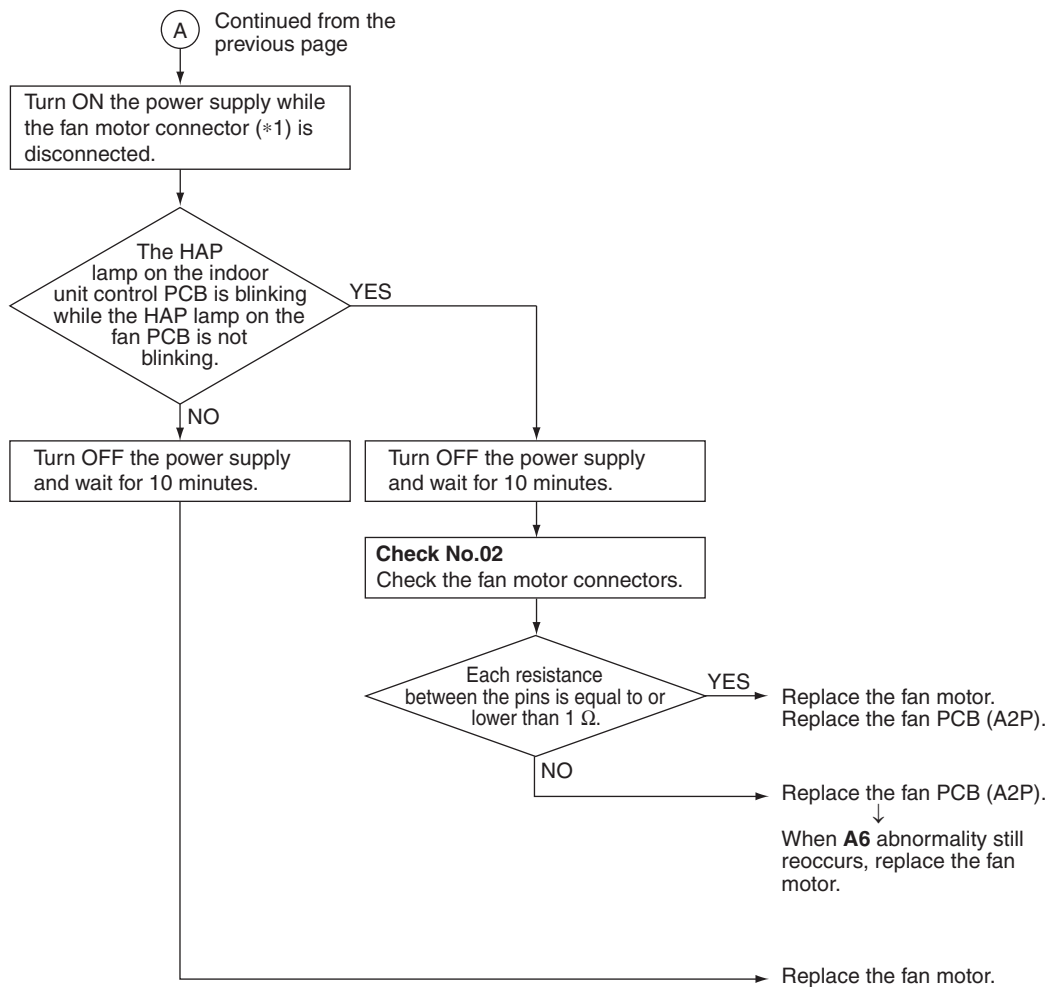 A
Continued from the
previous page
Turn ON the power supply while
the fan motor connector (*1) is
disconnected.
The HAP
lamp on the indoor
unit control PCB is blinking
while the HAP lamp on the
fan PCB is not
blinking.
YES
NO
Turn OFF the power supply
and wait for 10 minutes.
Turn OFF the power supply
and wait for 10 minutes.
Check No.02
Check the fan motor connectors.
Each resistance
between the pins is equal to or
lower than 1 Ω.
YES
Replace the fan motor.
Replace the fan PCB (A2P).
NO
Replace the fan PCB (A2P).
↓
When A6 abnormality still
reoccurs, replace the fan
motor.
Replace the fan motor.